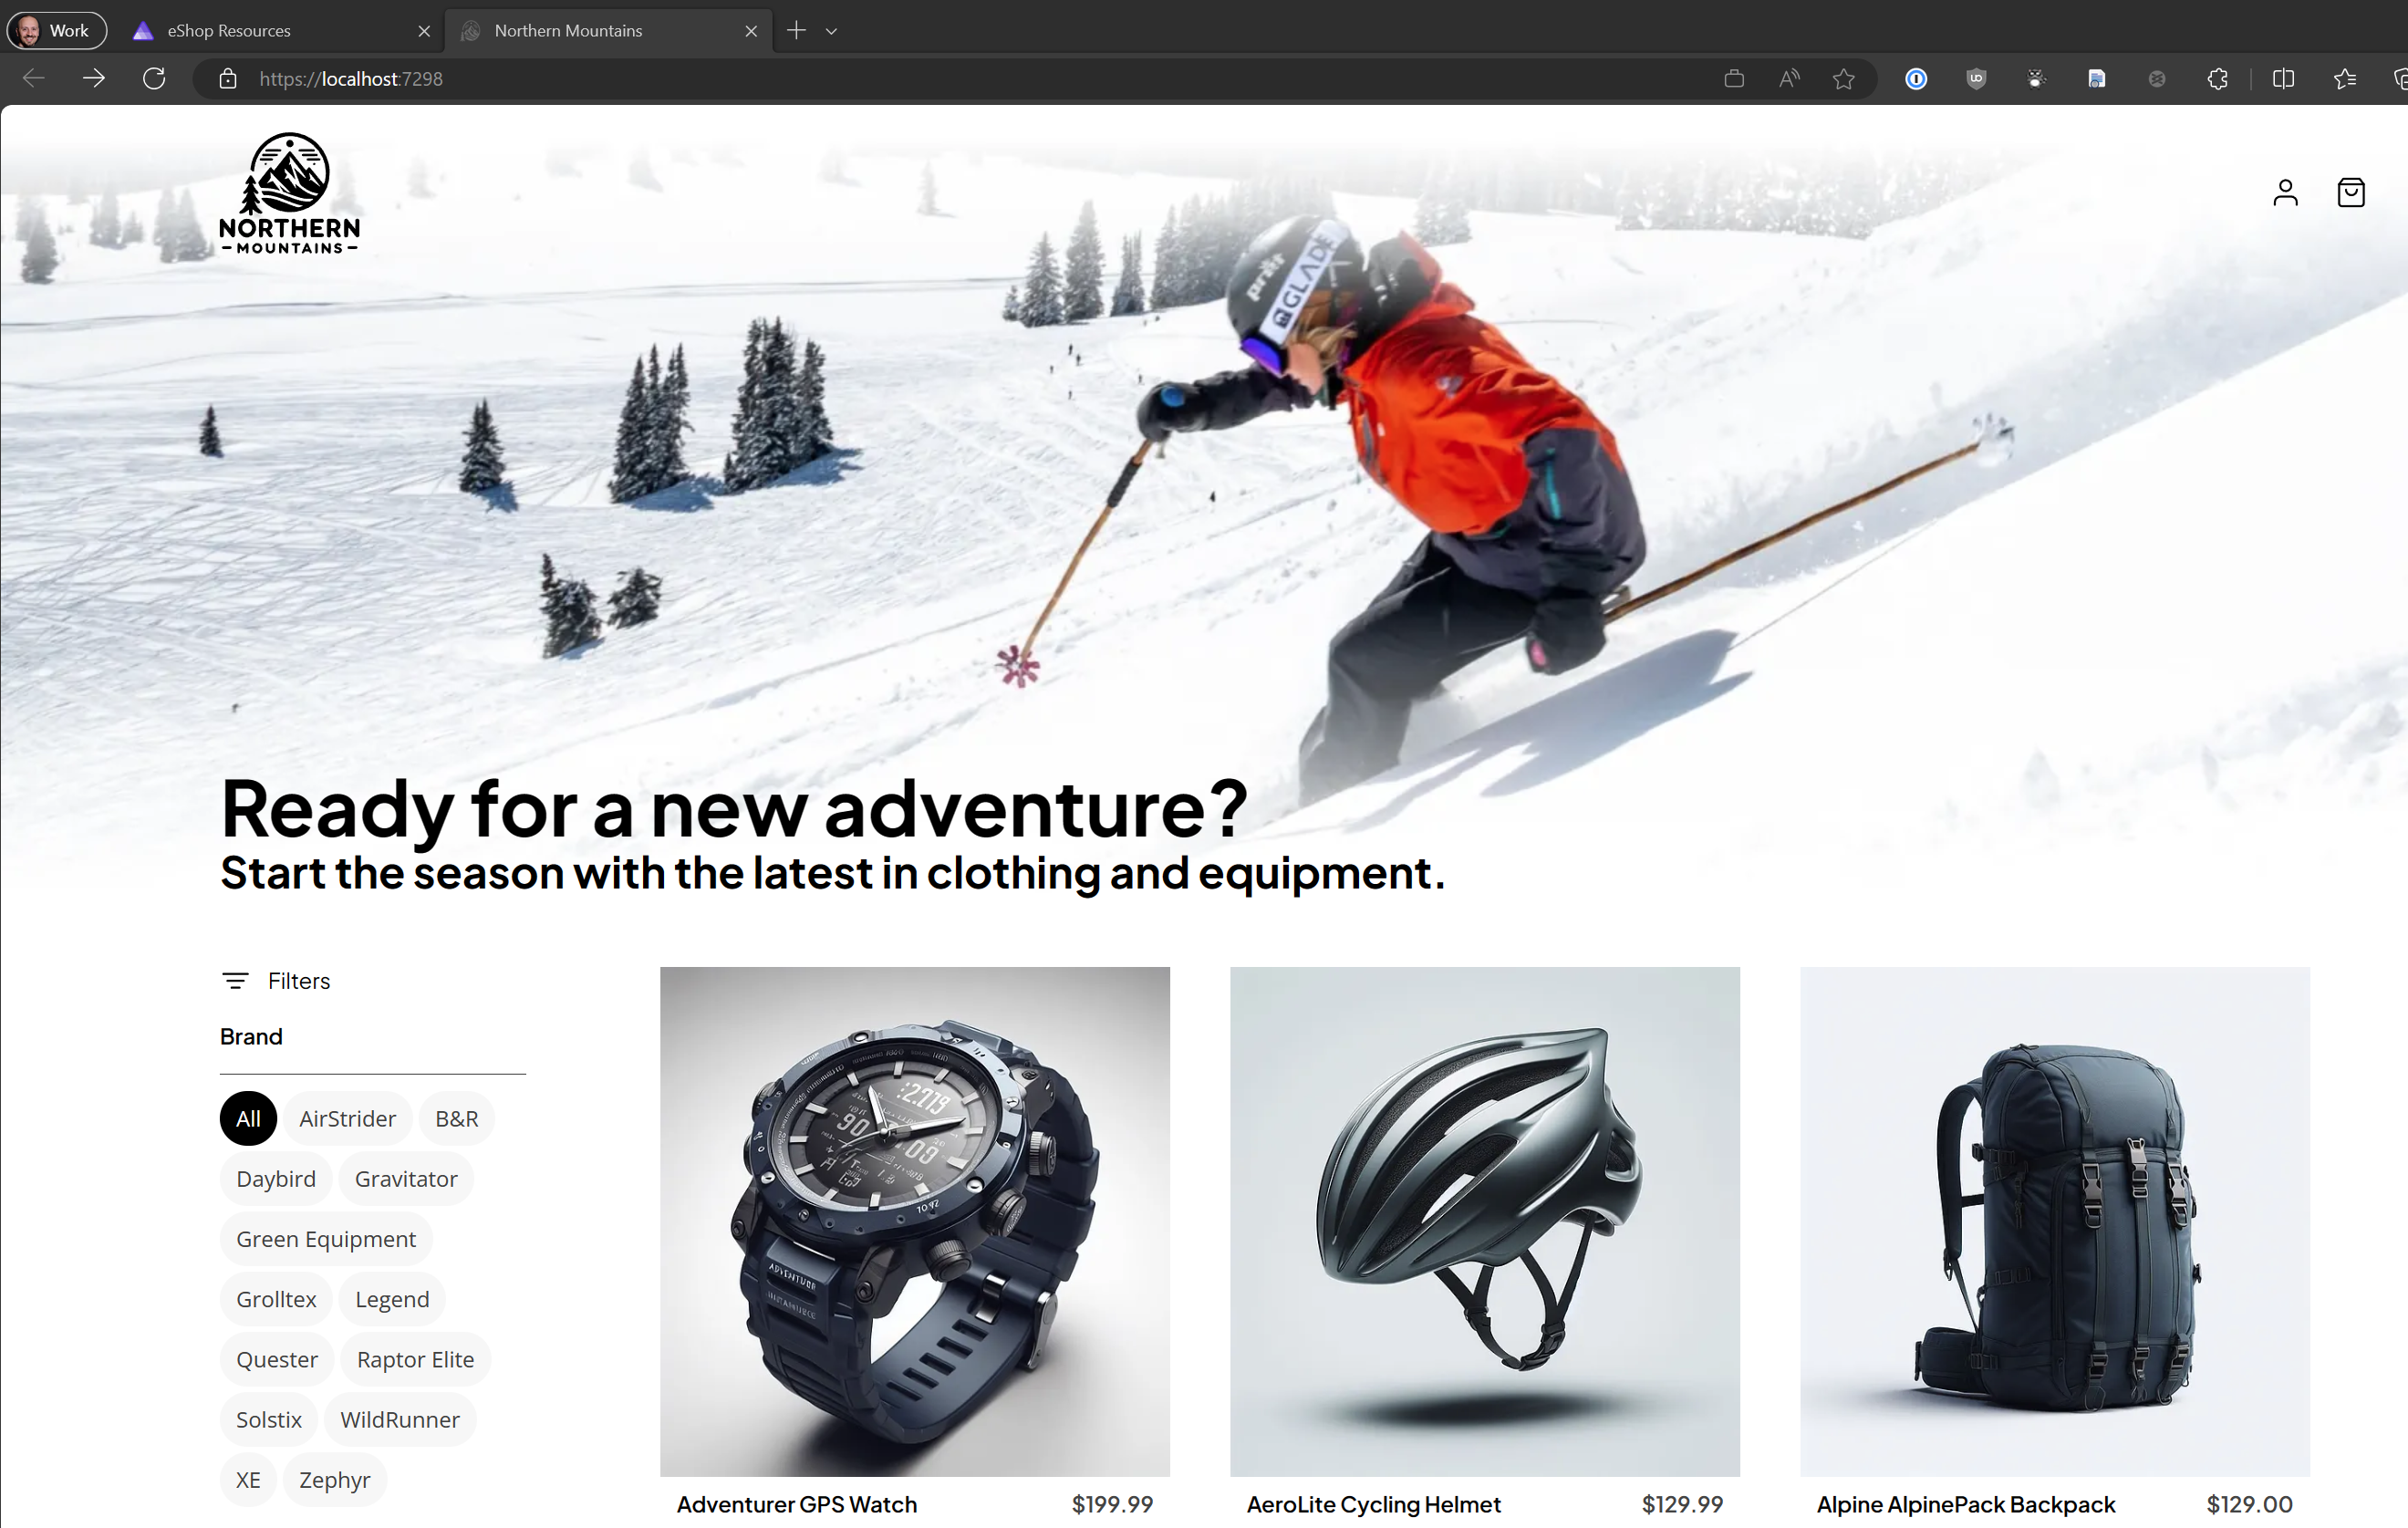 Work
eShop Resources
Northern Mountains
https://localhost:7298
NORTHERN
MOUNTAINS
prät
GLADE
Ready for a new adventure?
Start the season with the latest in clothing and equipment.
Filters
Brand
All
AirStrider
B&R
Daybird
Gravitator
Green Equipment
Grolltex
Legend
Quester
Raptor Elite
Solstix
WildRunner
XE
Zephyr
Adventurer GPS Watch
$199.99
AeroLite Cycling Helmet
$129.99
Alpine AlpinePack Backpack
$129.00